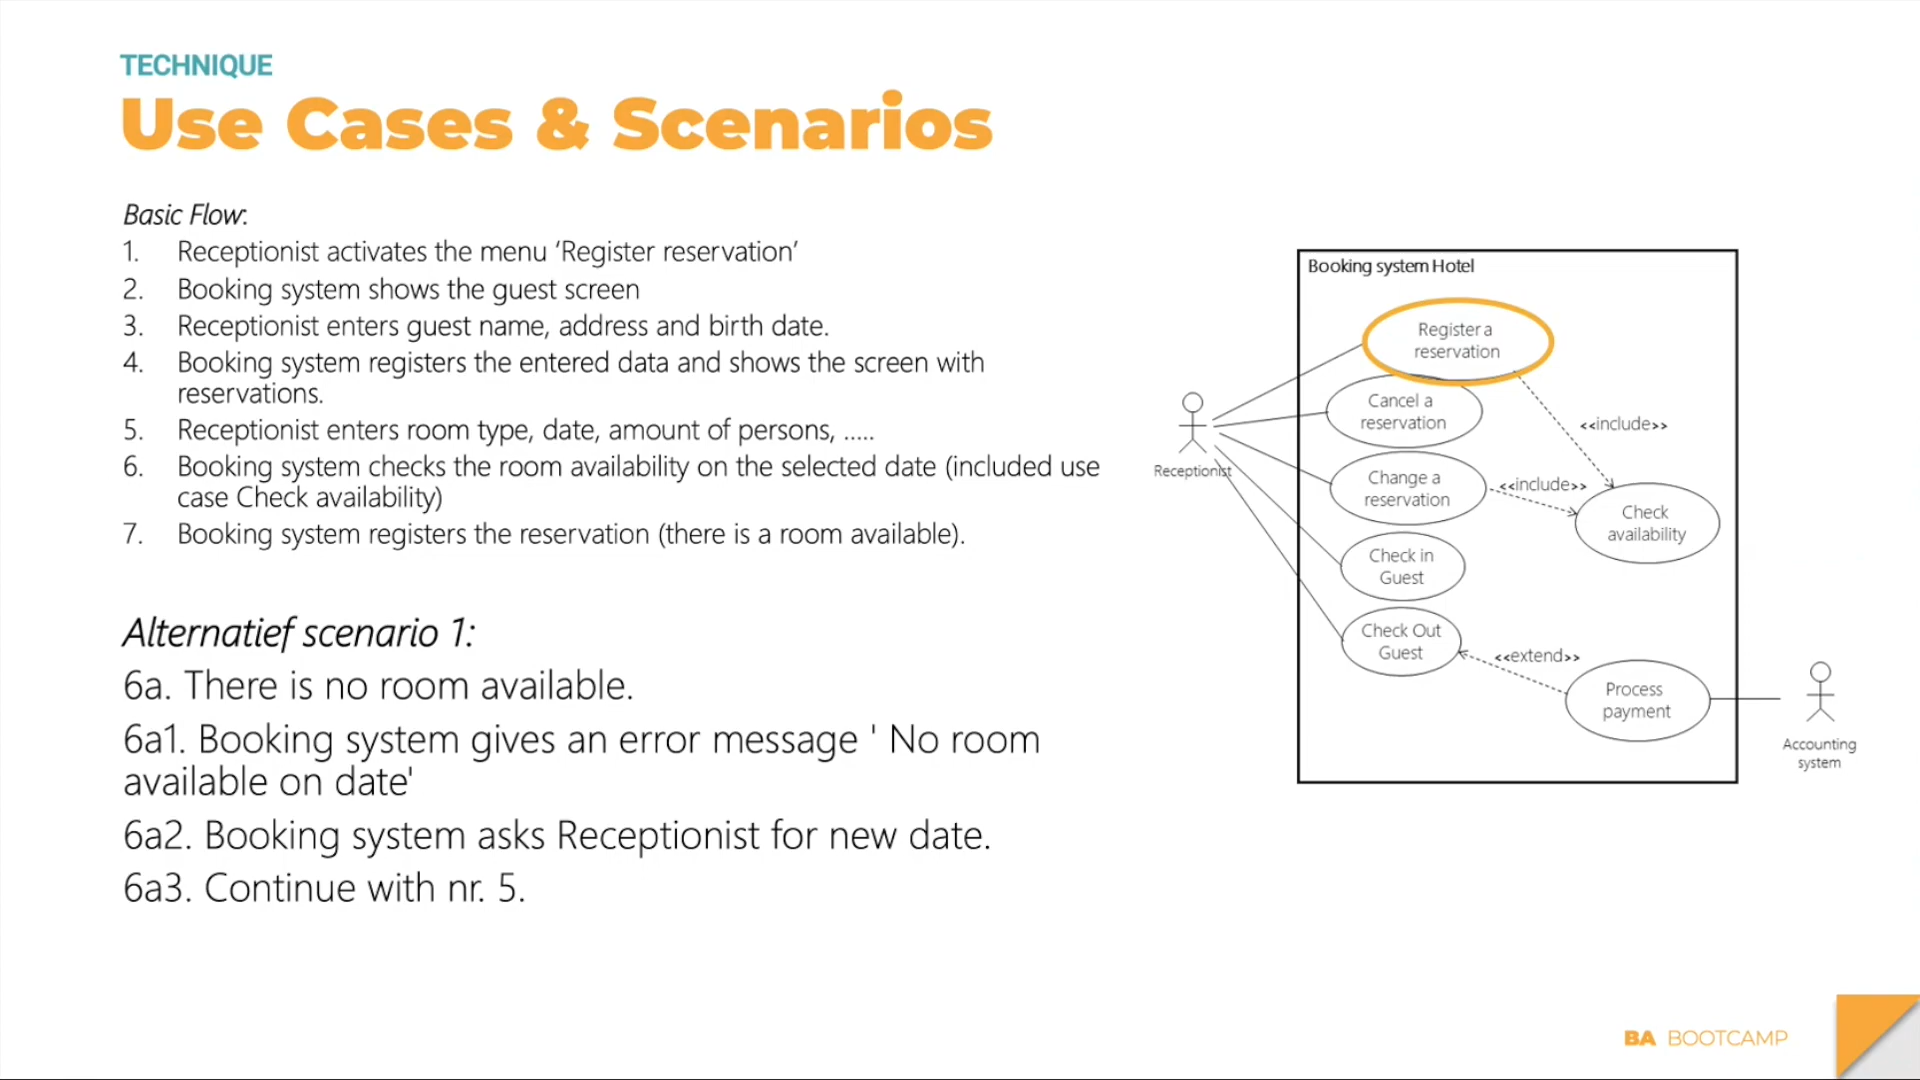 TECHNIQUE
Use Cases & Scenarios
Basic Flow:
1. Receptionist activates the menu ‘Register reservation’
2. Booking system shows the guest screen
3. Receptionist enters guest name, address and birth date.
4. Booking system registers the entered data and shows the screen with
reservations.
5. Receptionist enters room type, date, amount of persons, .....
6. Booking system checks the room availability on the selected date (included use
case Check availability)
7. Booking system registers the reservation (there is a room available).
Alternatief scenario 1:
6a. There is no room available.
6a1. Booking system gives an error message ' No room
available on date'
6a2. Booking system asks Receptionist for new date.
6a3. Continue with nr. 5.
Booking system Hotel
Register a
reservation
Cancel a
reservation
<<include>>
Receptionist
Change a
reservation
<<include>>
Check
availability
Check in
Guest
Check Out
Guest
<<extend>>
Process
payment
Accounting
system
BA BOOTCAMP